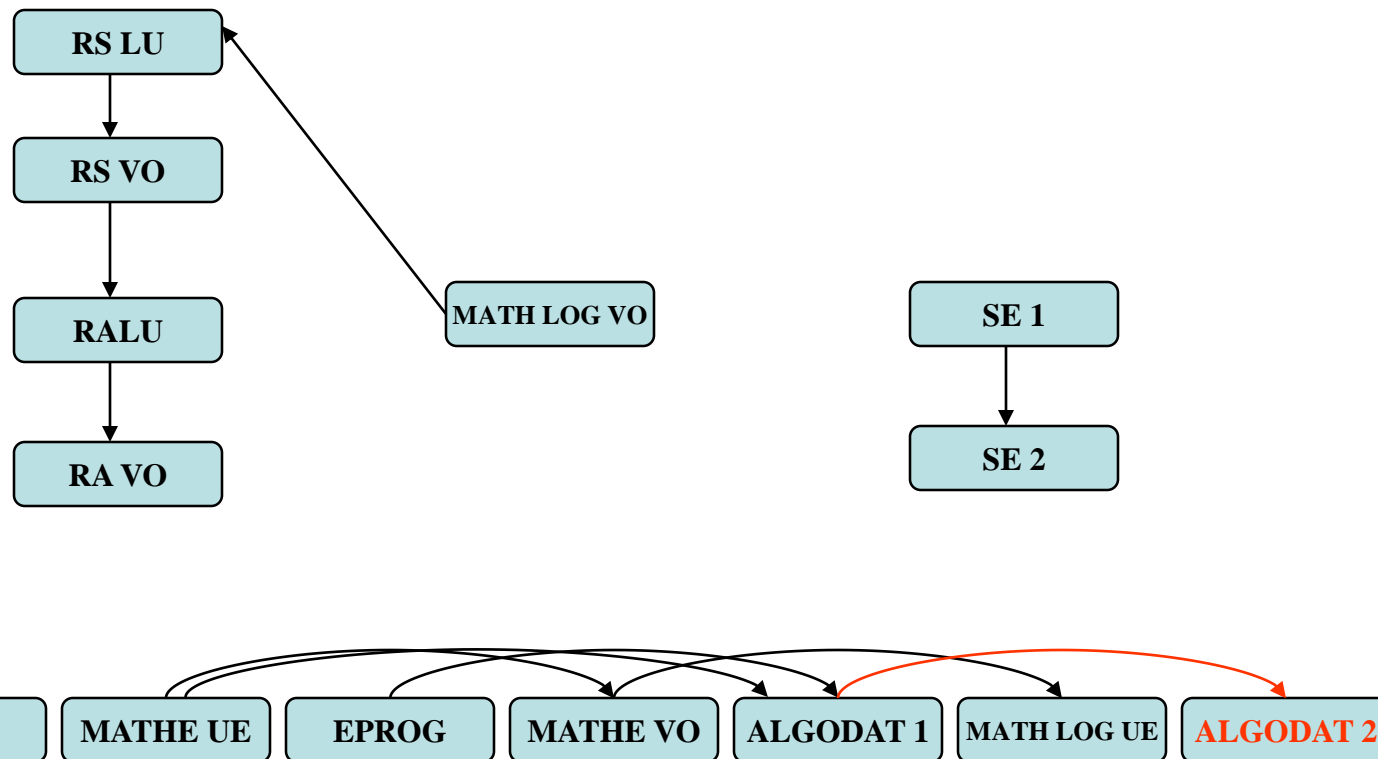 RS LU
RS VO
RALU
MATH LOG VO
SE 1
RA VO
SE 2
MATHE UE
EPROG
MATHE VO
ALGODAT 1
MATH LOG UE
ALGODAT 2